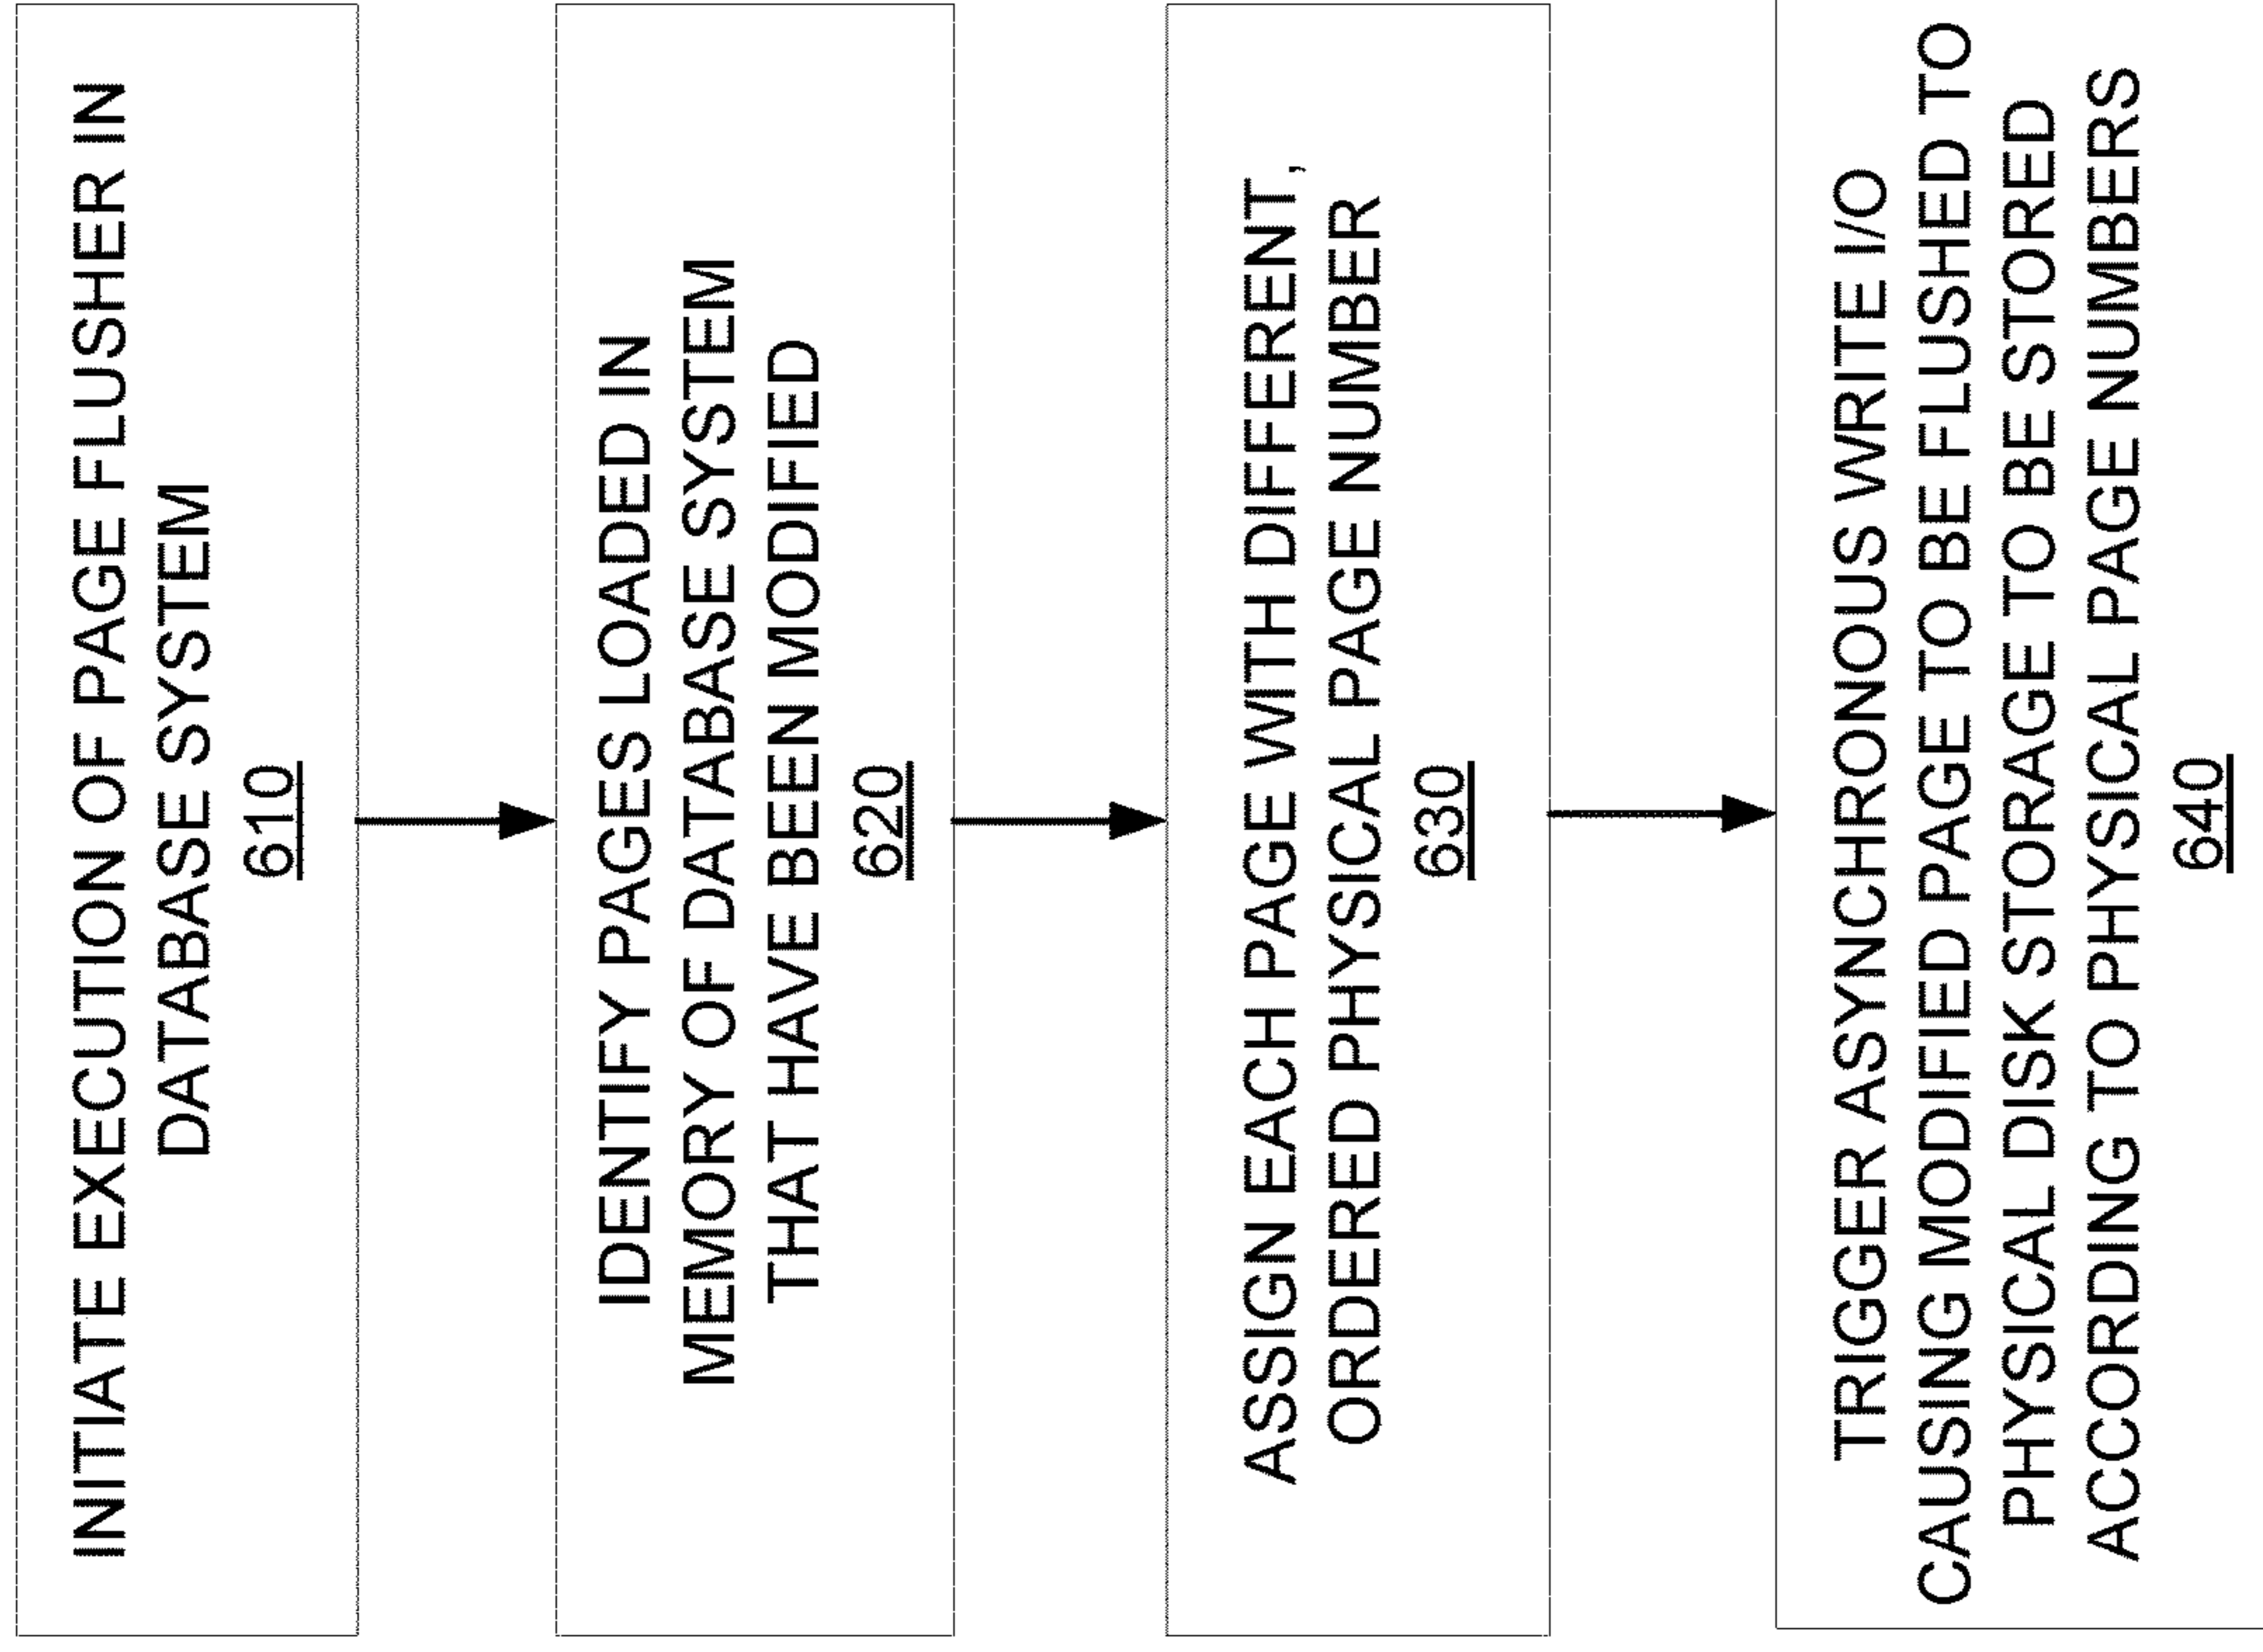 INITIATE EXECUTION OF PAGE FLUSHER IN
DATABASE SYSTEM
610
IDENTIFY PAGES LOADED IN
MEMORY OF DATABASE SYSTEM
THAT HAVE BEEN MODIFIED
620
ASSIGN EACH PAGE WITH DIFFERENT,
ORDERED PHYSICAL PAGE NUMBER
630
TRIGGER ASYNCHRONOUS WRITE I/O
CAUSING MODIFIED PAGE TO BE FLUSHED TO
PHYSICAL DISK STORAGE TO BE STORED
ACCORDING TO PHYSICAL PAGE NUMBERS
640